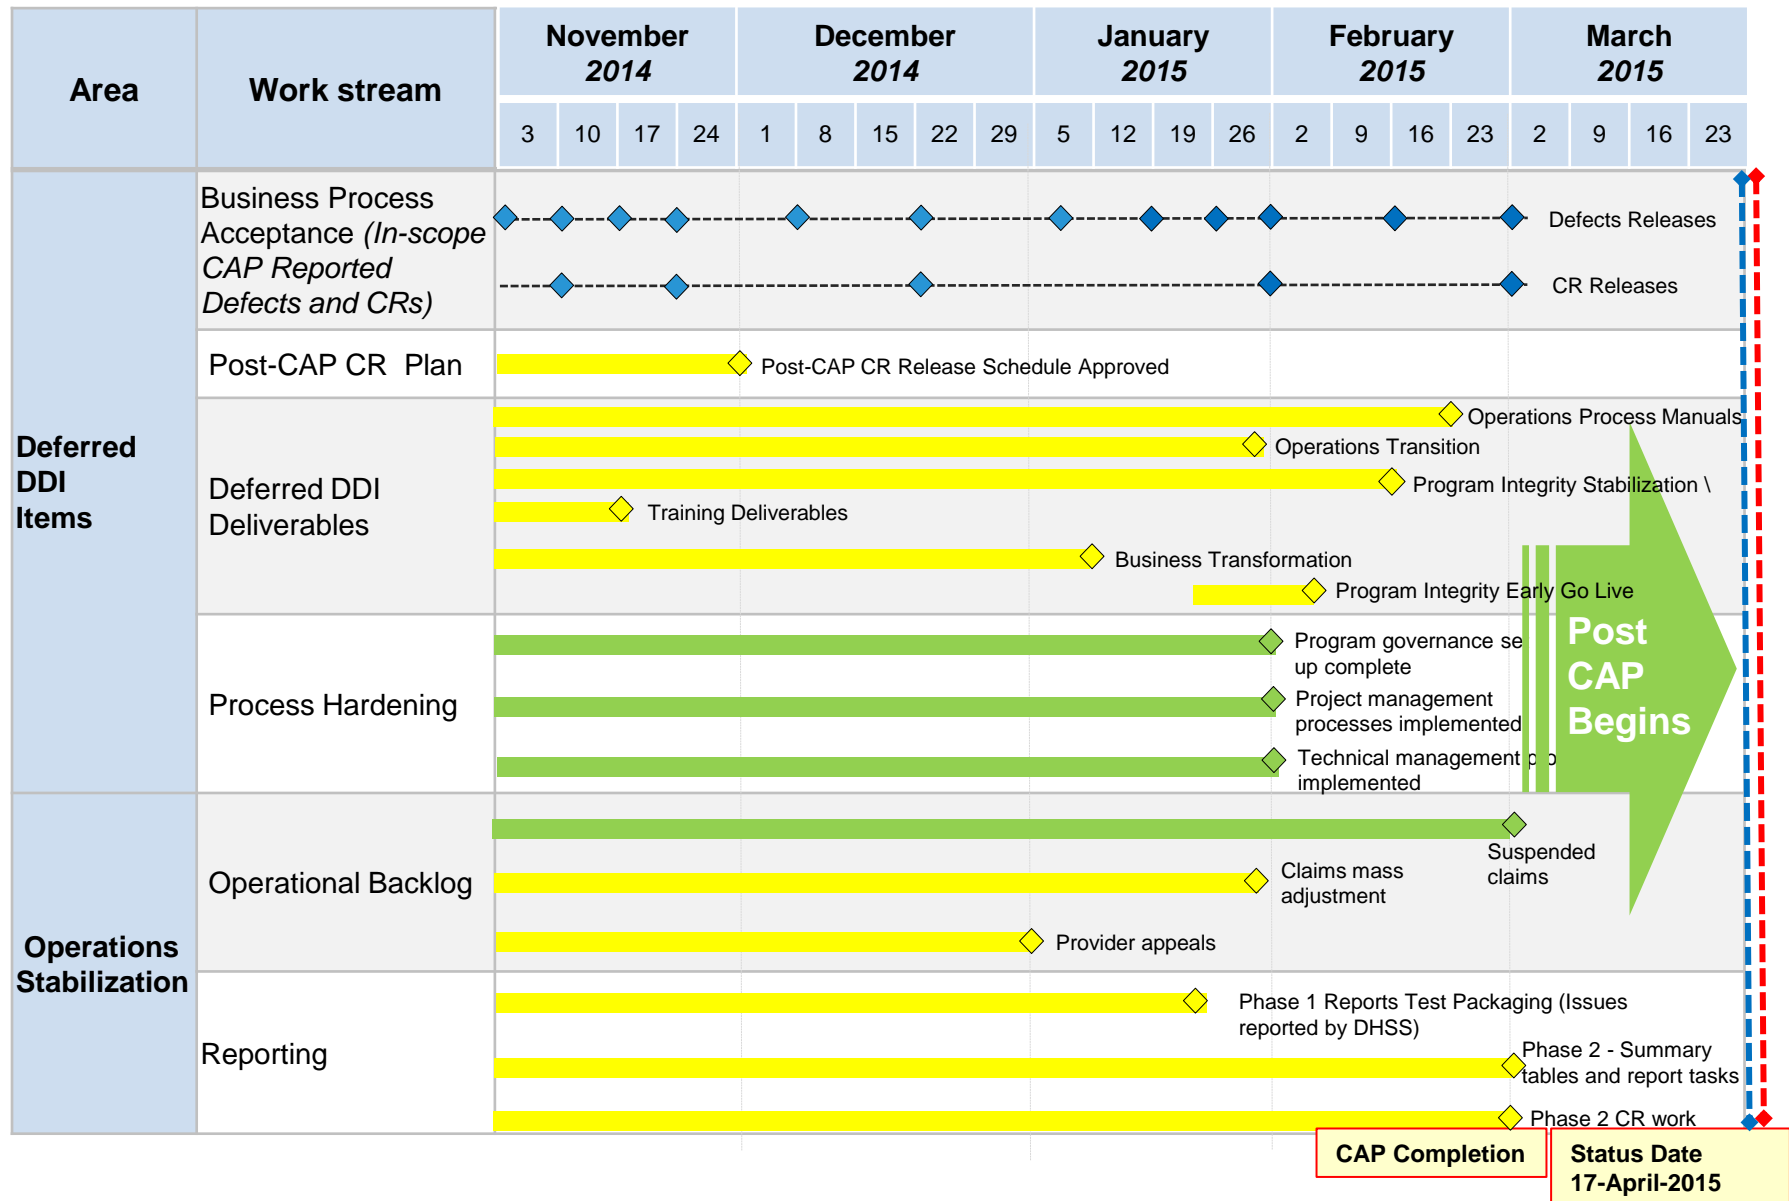 Area
Work stream
November
2014
December
2014
January
2015
February
2015
March
2015
3 10 17 24 1 8 15 22 29 5 12 19 26 2 9 16 23 2 9 16 23
Deferred
DDI
Items
Business Process
Acceptance (In-scope
CAP Reported
Defects and CRs)
Defects Releases
CR Releases
Post-CAP CR Plan
Post-CAP CR Release Schedule Approved
Deferred DDI
Deliverables
Operations Process Manuals
Operations Transition
Program Integrity Stabilization \
Training Deliverables
Business Transformation
Program Integrity Early Go Live
Process Hardening
Program governance se
up complete
Project management
processes implemented
Technical management pro
implemented
Post
CAP
Begins
Operations
Stabilization
Operational Backlog
Suspended
claims
Claims mass
adjustment
Provider appeals
Reporting
Phase 1 Reports Test Packaging (Issues
reported by DHSS)
Phase 2 - Summary
tables and report tasks
Phase 2 CR work
CAP Completion
Status Date
17-April-2015